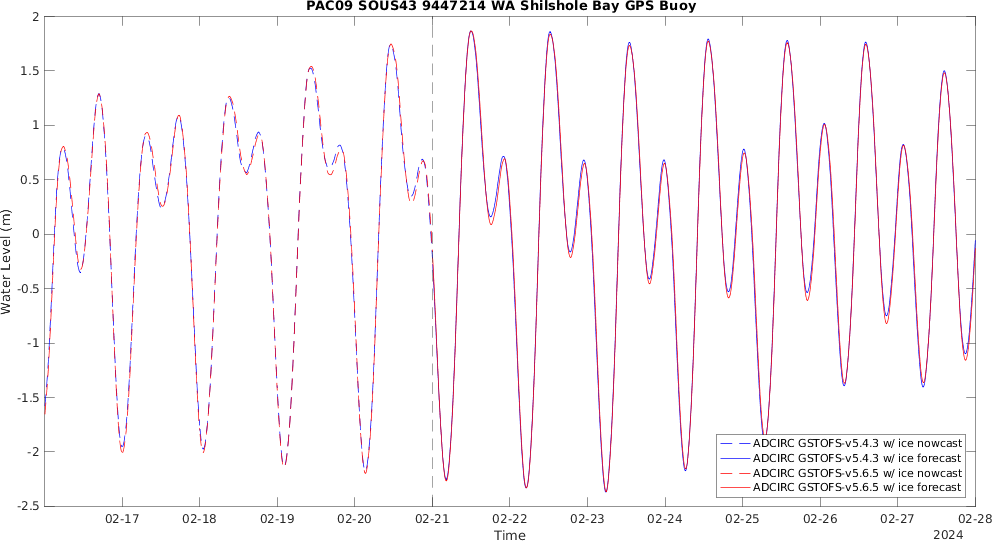 PAC09 SOUS43 9447214 WA Shilshole Bay GPS Buoy
2
1.5
1
0.5
0
-0.5
-1
-1.5
-2
-2.5
Water Level (m)
ADCIRC GSTOFS-v5.4.3 w/ ice nowcast
ADCIRC GSTOFS-v5.4.3 w/ ice forecast
ADCIRC GSTOFS-v5.6.5 w/ ice nowcast
ADCIRC GSTOFS-v5.6.5 w/ ice forecast
02-17 02-18 02-19 02-20 02-21 02-22 02-23 02-24 02-25 02-26 02-27 02-28
Time
2024